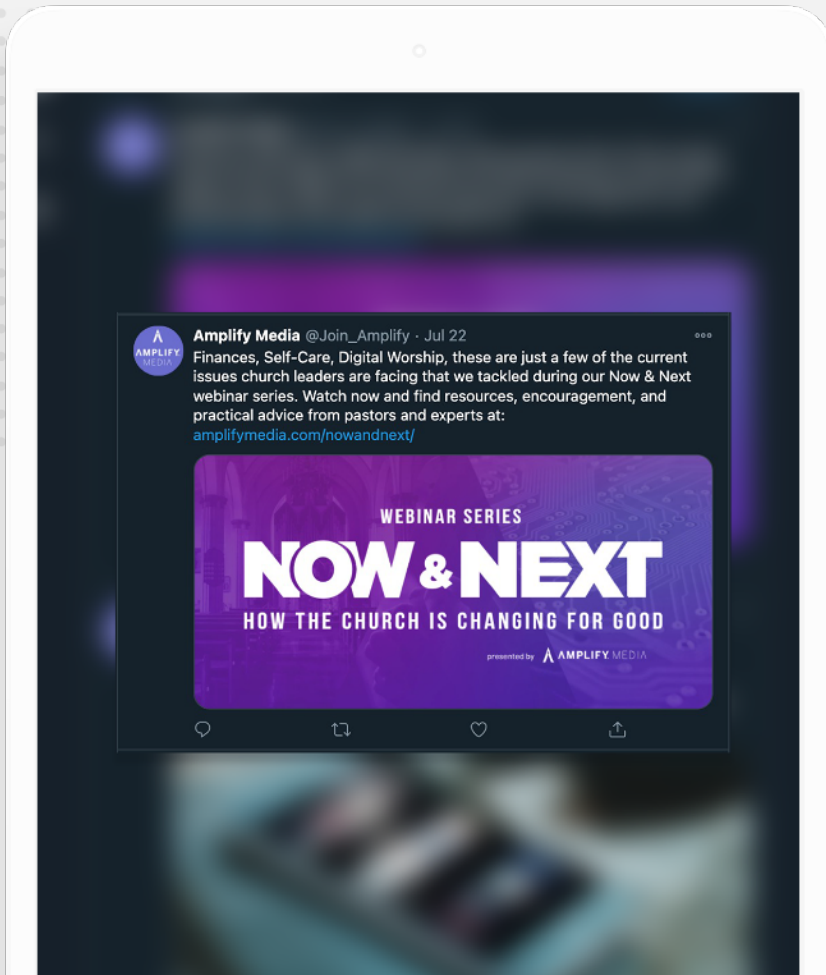 AMPLIFY
MEDIA
Amplify Media @Join_Amplify · Jul 22
Finances, Self-Care, Digital Worship, these are just a few of the current
issues church leaders are facing that we tackled during our Now & Next
webinar series. Watch now and find resources, encouragement, and
practical advice from pastors and experts at:
amplifymedia.com/nowandnext/
WEBINAR SERIES
NOW & NEXT
HOW THE CHURCH IS CHANGING FOR GOOD
presented by AMPLIFY MEDIA